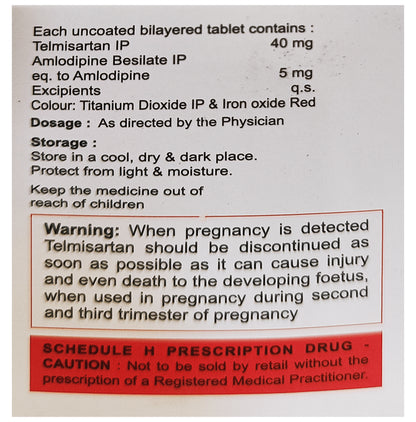 Each uncoated bilayered tablet contains :
Telmisartan IP 40 mg
Amlodipine Besilate IP
eq. to Amlodipine 5 mg
Excipients q.s.
Colour: Titanium Dioxide IP & Iron oxide Red
Dosage : As directed by the Physician
Storage :
Store in a cool, dry & dark place.
Protect from light & moisture.
Keep the medicine out of
reach of children
Warning: When pregnancy is detected
Telmisartan should be discontinued as
soon as possible as it can cause injury
and even death to the developing foetus,
when used in pregnancy during second
and third trimester of pregnancy
SCHEDULE H PRESCRIPTION DRUG -
CAUTION : Not to be sold by retail without the
prescription of a Registered Medical Practitioner.